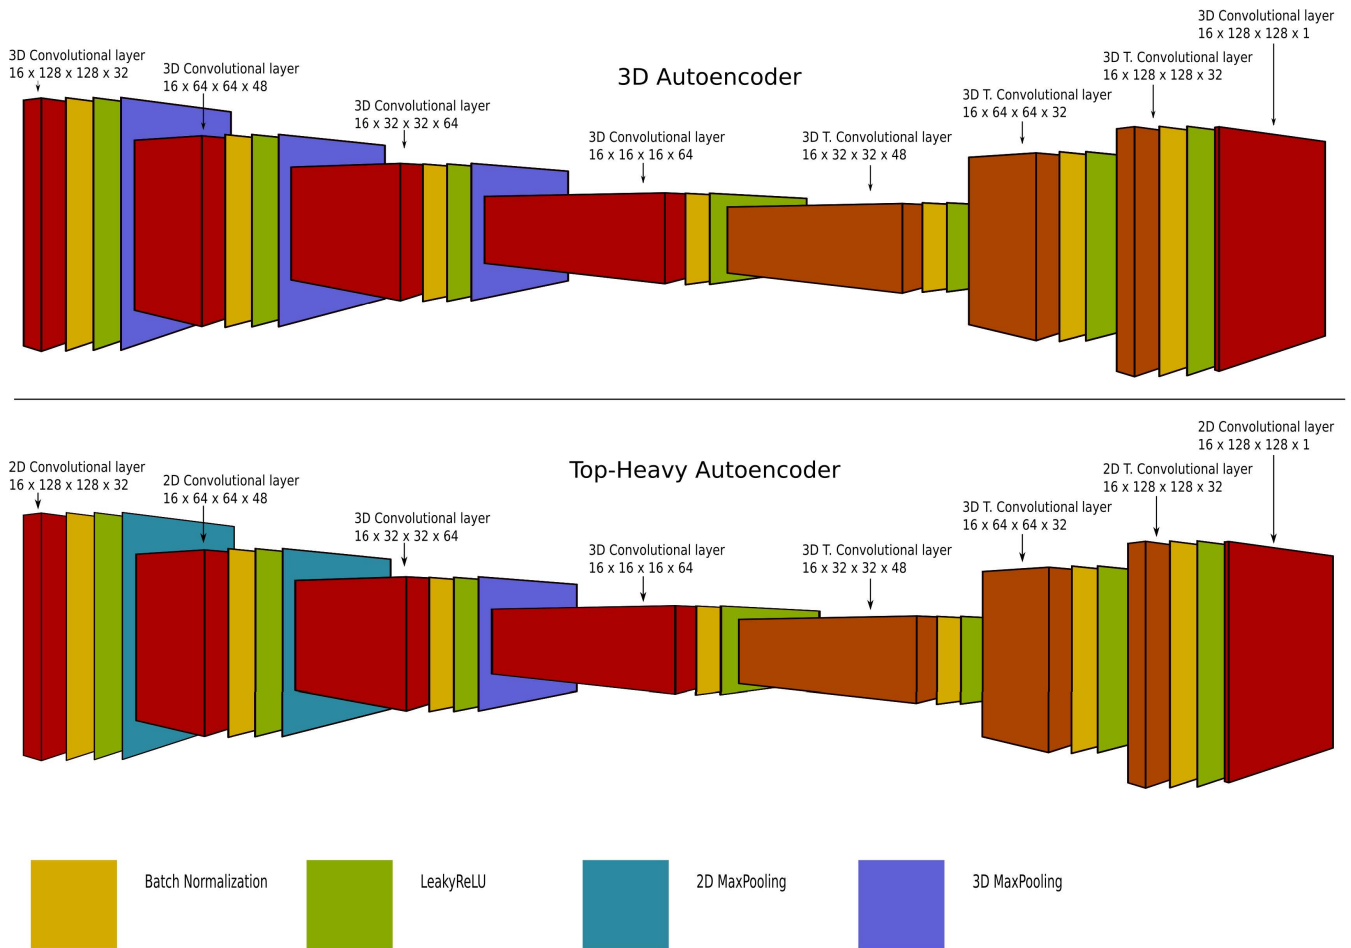 3D Autoencoder
3D Convolutional layer
16 x 128 x 128 x 32
3D Convolutional layer
16 x 64 x 64 x 48
3D Convolutional layer
16 x 32 x 32 x 64
3D Convolutional layer
16 x 16 x 16 x 64
3D T. Convolutional layer
16 x 32 x 32 x 48
3D T. Convolutional layer
16 x 64 x 64 x 32
3D T. Convolutional layer
16 x 128 x 128 x 32
3D Convolutional layer
16 x 128 x 128 x 1
Top-Heavy Autoencoder
2D Convolutional layer
16 x 128 x 128 x 32
2D Convolutional layer
16 x 64 x 64 x 48
3D Convolutional layer
16 x 32 x 32 x 64
3D Convolutional layer
16 x 16 x 16 x 64
3D T. Convolutional layer
16 x 32 x 32 x 48
3D T. Convolutional layer
16 x 64 x 64 x 32
2D T. Convolutional layer
16 x 128 x 128 x 32
2D Convolutional layer
16 x 128 x 128 x 1
Batch Normalization
LeakyReLU
2D MaxPooling
3D MaxPooling